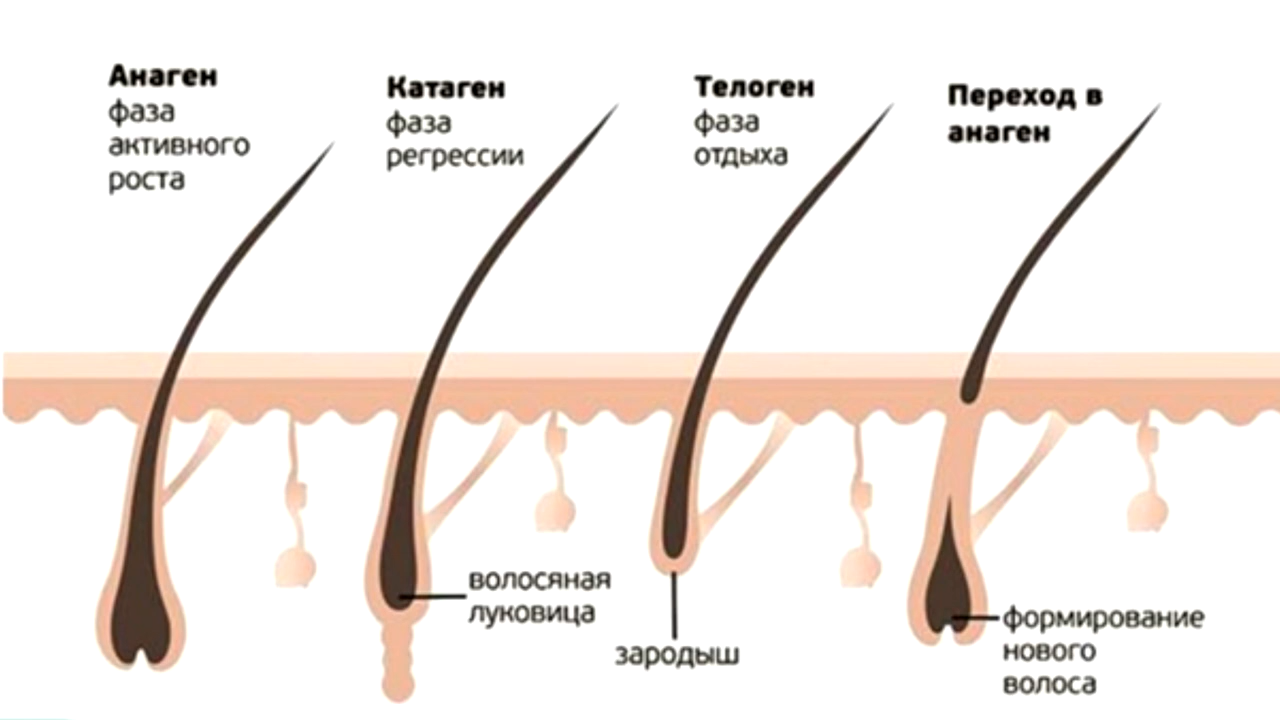 Анаген
фаза
активного
роста
Катаген
фаза
регрессии
Телоген
фаза
отдыха
Переход в
анаген
волосяная
луковица
зародыш
формирование
нового
волоса